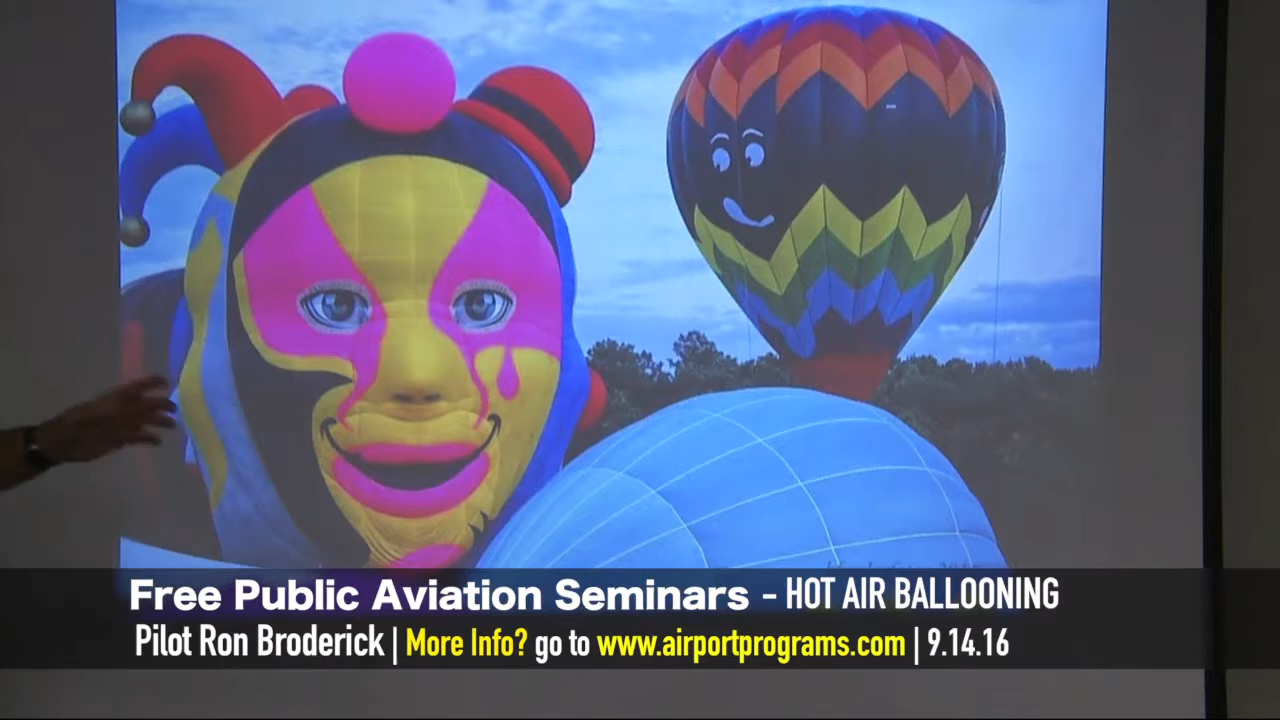 Free Public Aviation Seminars - HOT AIR BALLOONING
Pilot Ron Broderick | More Info? go to www.airportprograms.com | 9.14.16